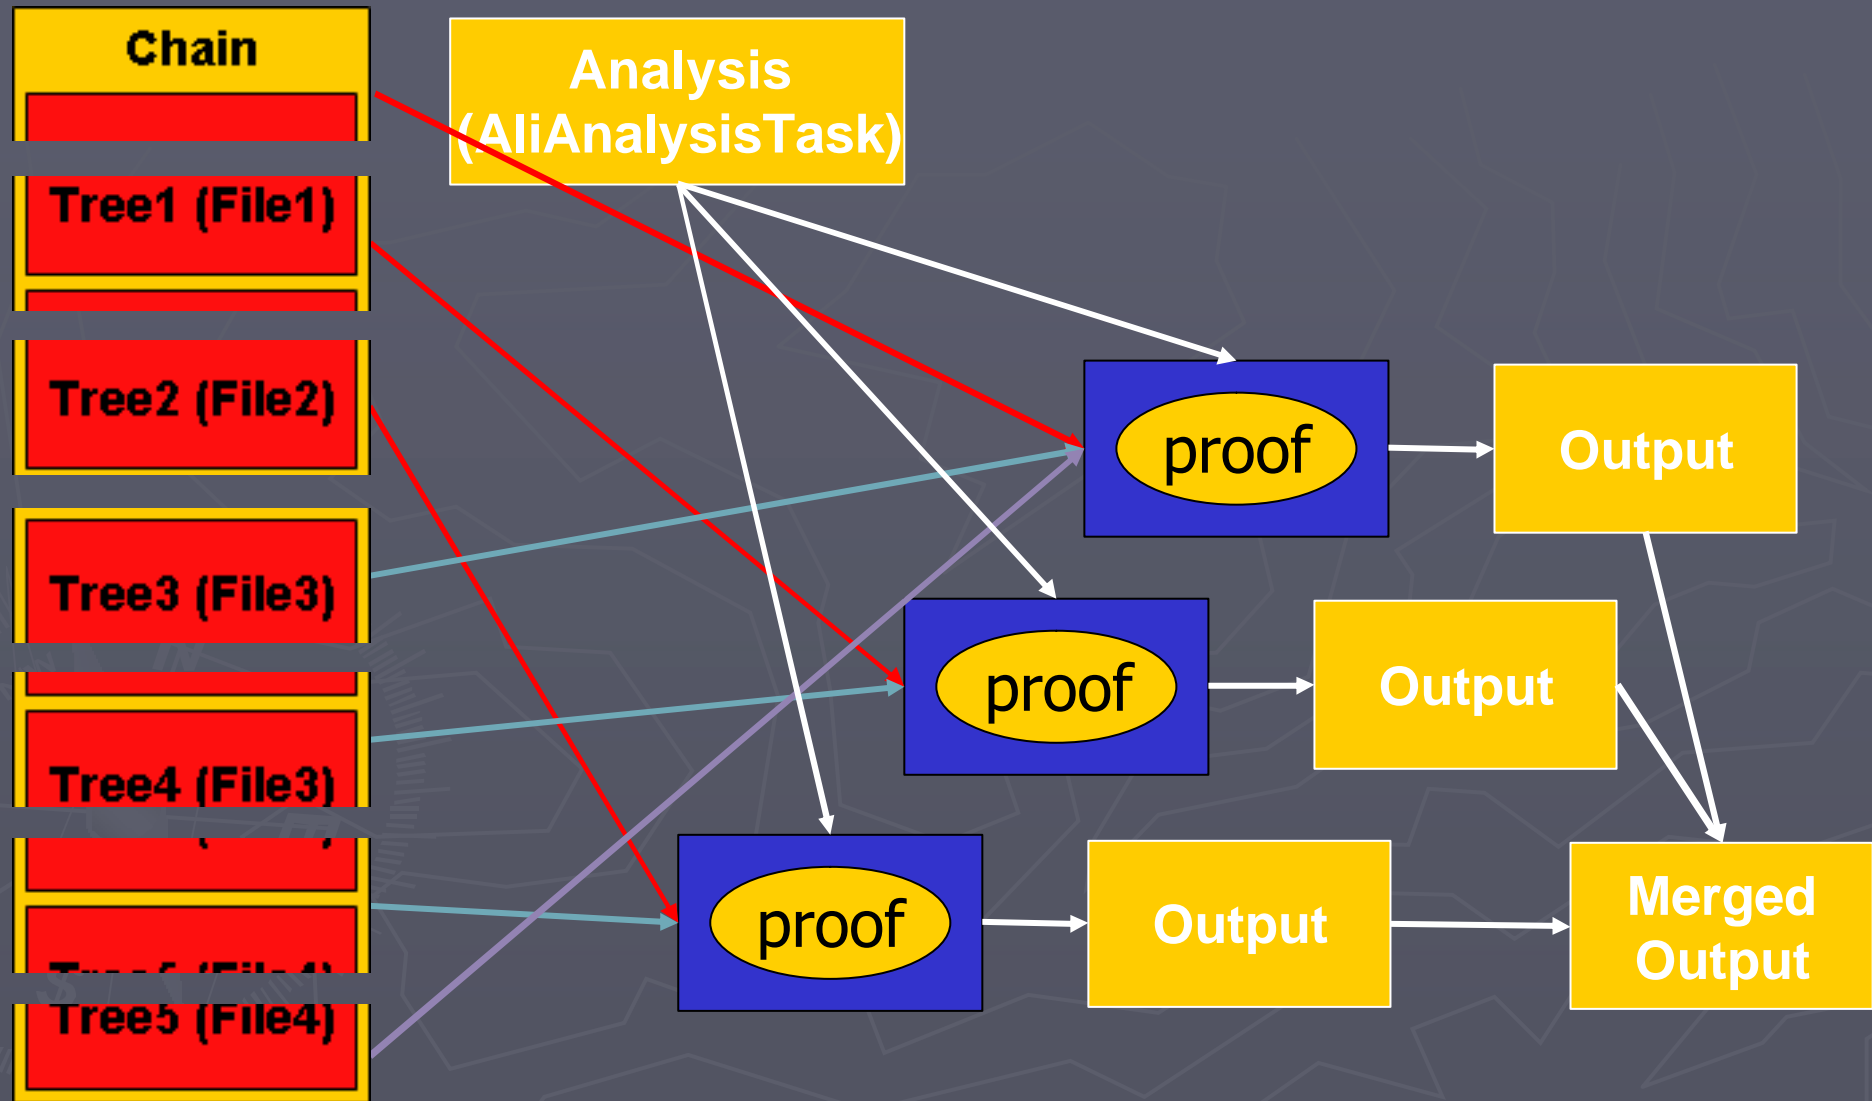 Chain
Tree1 (File1)
Tree2 (File2)
Tree3 (File3)
Tree4 (File3)
Tree5 (File4)
Analysis
(AliAnalysisTask)
proof
Output
proof
Output
proof
Output
Merged
Output